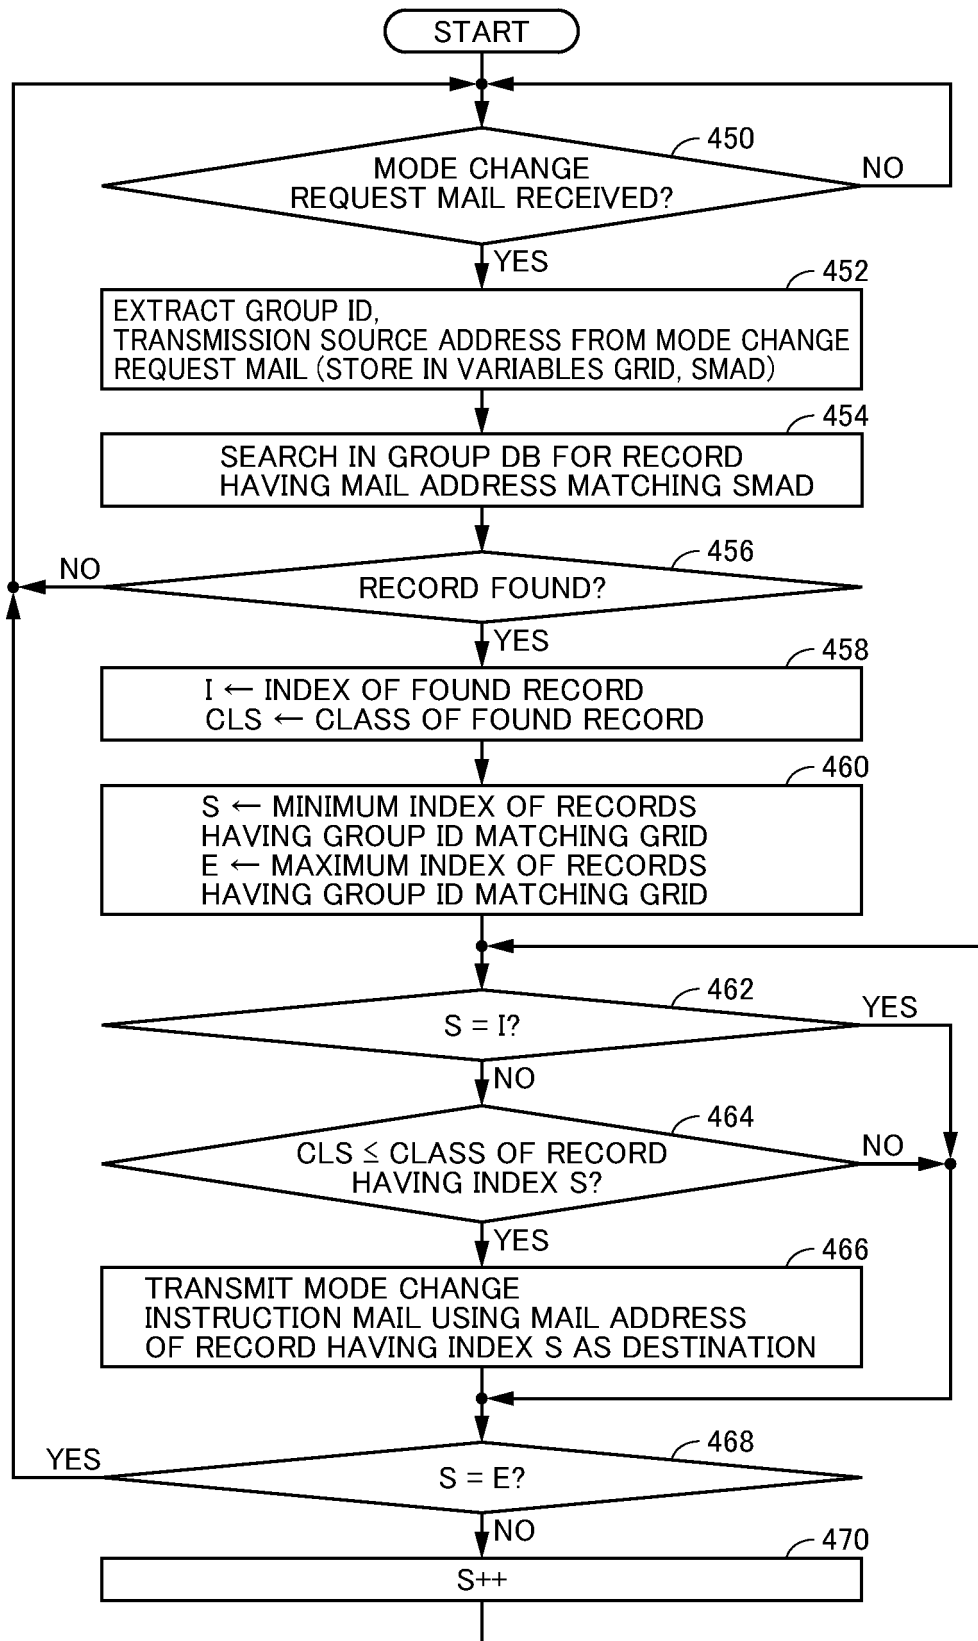 START
450
MODE CHANGE
REQUEST MAIL RECEIVED?
NO
YES
452
EXTRACT GROUP ID,
TRANSMISSION SOURCE ADDRESS FROM MODE CHANGE
REQUEST MAIL (STORE IN VARIABLES GRID, SMAD)
454
SEARCH IN GROUP DB FOR RECORD
HAVING MAIL ADDRESS MATCHING SMAD
456
NO
RECORD FOUND?
YES
458
I ← INDEX OF FOUND RECORD
CLS ← CLASS OF FOUND RECORD
460
S ← MINIMUM INDEX OF RECORDS
HAVING GROUP ID MATCHING GRID
E ← MAXIMUM INDEX OF RECORDS
HAVING GROUP ID MATCHING GRID
462
S = I?
YES
NO
464
CLS ≤ CLASS OF RECORD
HAVING INDEX S?
NO
YES
466
TRANSMIT MODE CHANGE
INSTRUCTION MAIL USING MAIL ADDRESS
OF RECORD HAVING INDEX S AS DESTINATION
468
YES
S = E?
NO
470
S++